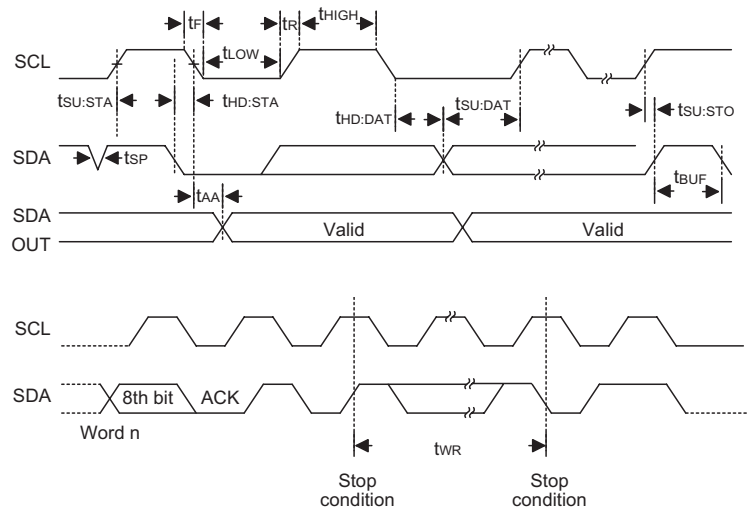 tF tR tHIGH
SCL tLOW
tSU:STA tHD:STA tHD:DAT tSU:DAT tSU:STO
SDA tSP tBUF
tAA
SDA
OUT Valid Valid
SCL
SDA 8th bit ACK
Word n tWR
Stop Stop
condition condition